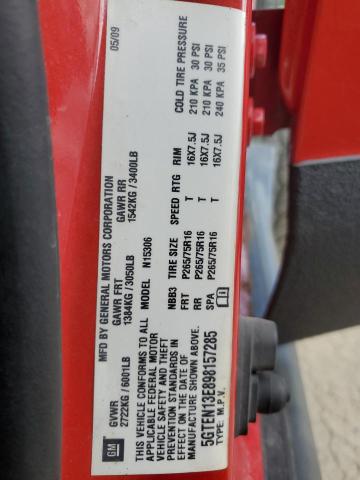 MFD BY GENERAL MOTORS CORPORATION 05/09
GM
GVWR GAWR FRT GAWR RR
2722KG / 6001LB 1384KG / 3050LB 1542KG / 3400LB
THIS VEHICLE CONFORMS TO ALL
APPLICABLE FEDERAL MOTOR
VEHICLE SAFETY AND THEFT
PREVENTION STANDARDS IN
EFFECT ON THE DATE OF
MANUFACTURE SHOWN ABOVE.
5GTEN13E898157285
TYPE: M.P.V.
MODEL N15306
NBB3 TIRE SIZE SPEED RTG RIM COLD TIRE PRESSURE
FRT P265/75R16 T 16X7.5J 210 KPA 30 PSI
RR P265/75R16 T 16X7.5J 210 KPA 30 PSI
SPA P265/75R16 T 16X7.5J 240 KPA 35 PSI